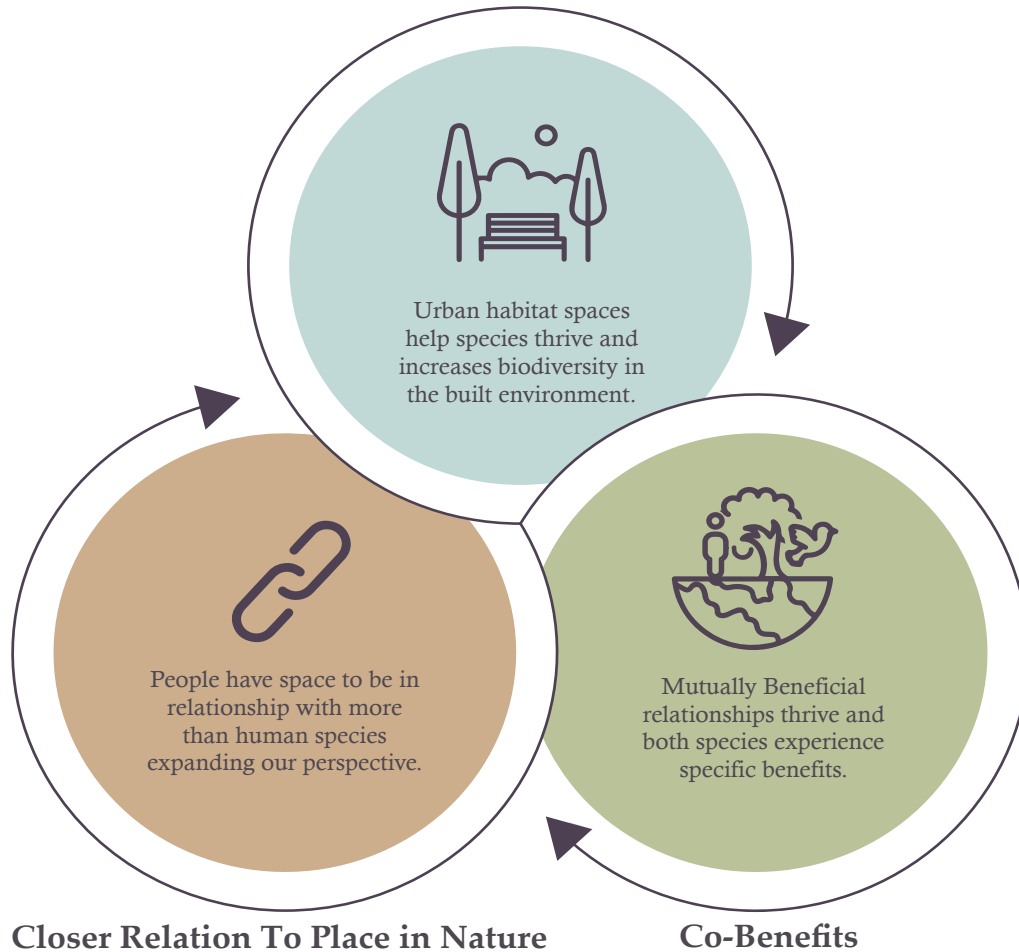 Urban habitat spaces
help species thrive and
increases biodiversity in
the built environment.
People have space to be in
relationship with more
than human species
expanding our perspective.
Mutually Beneficial
relationships thrive and
both species experience
specific benefits.
Closer Relation To Place in Nature
Co-Benefits